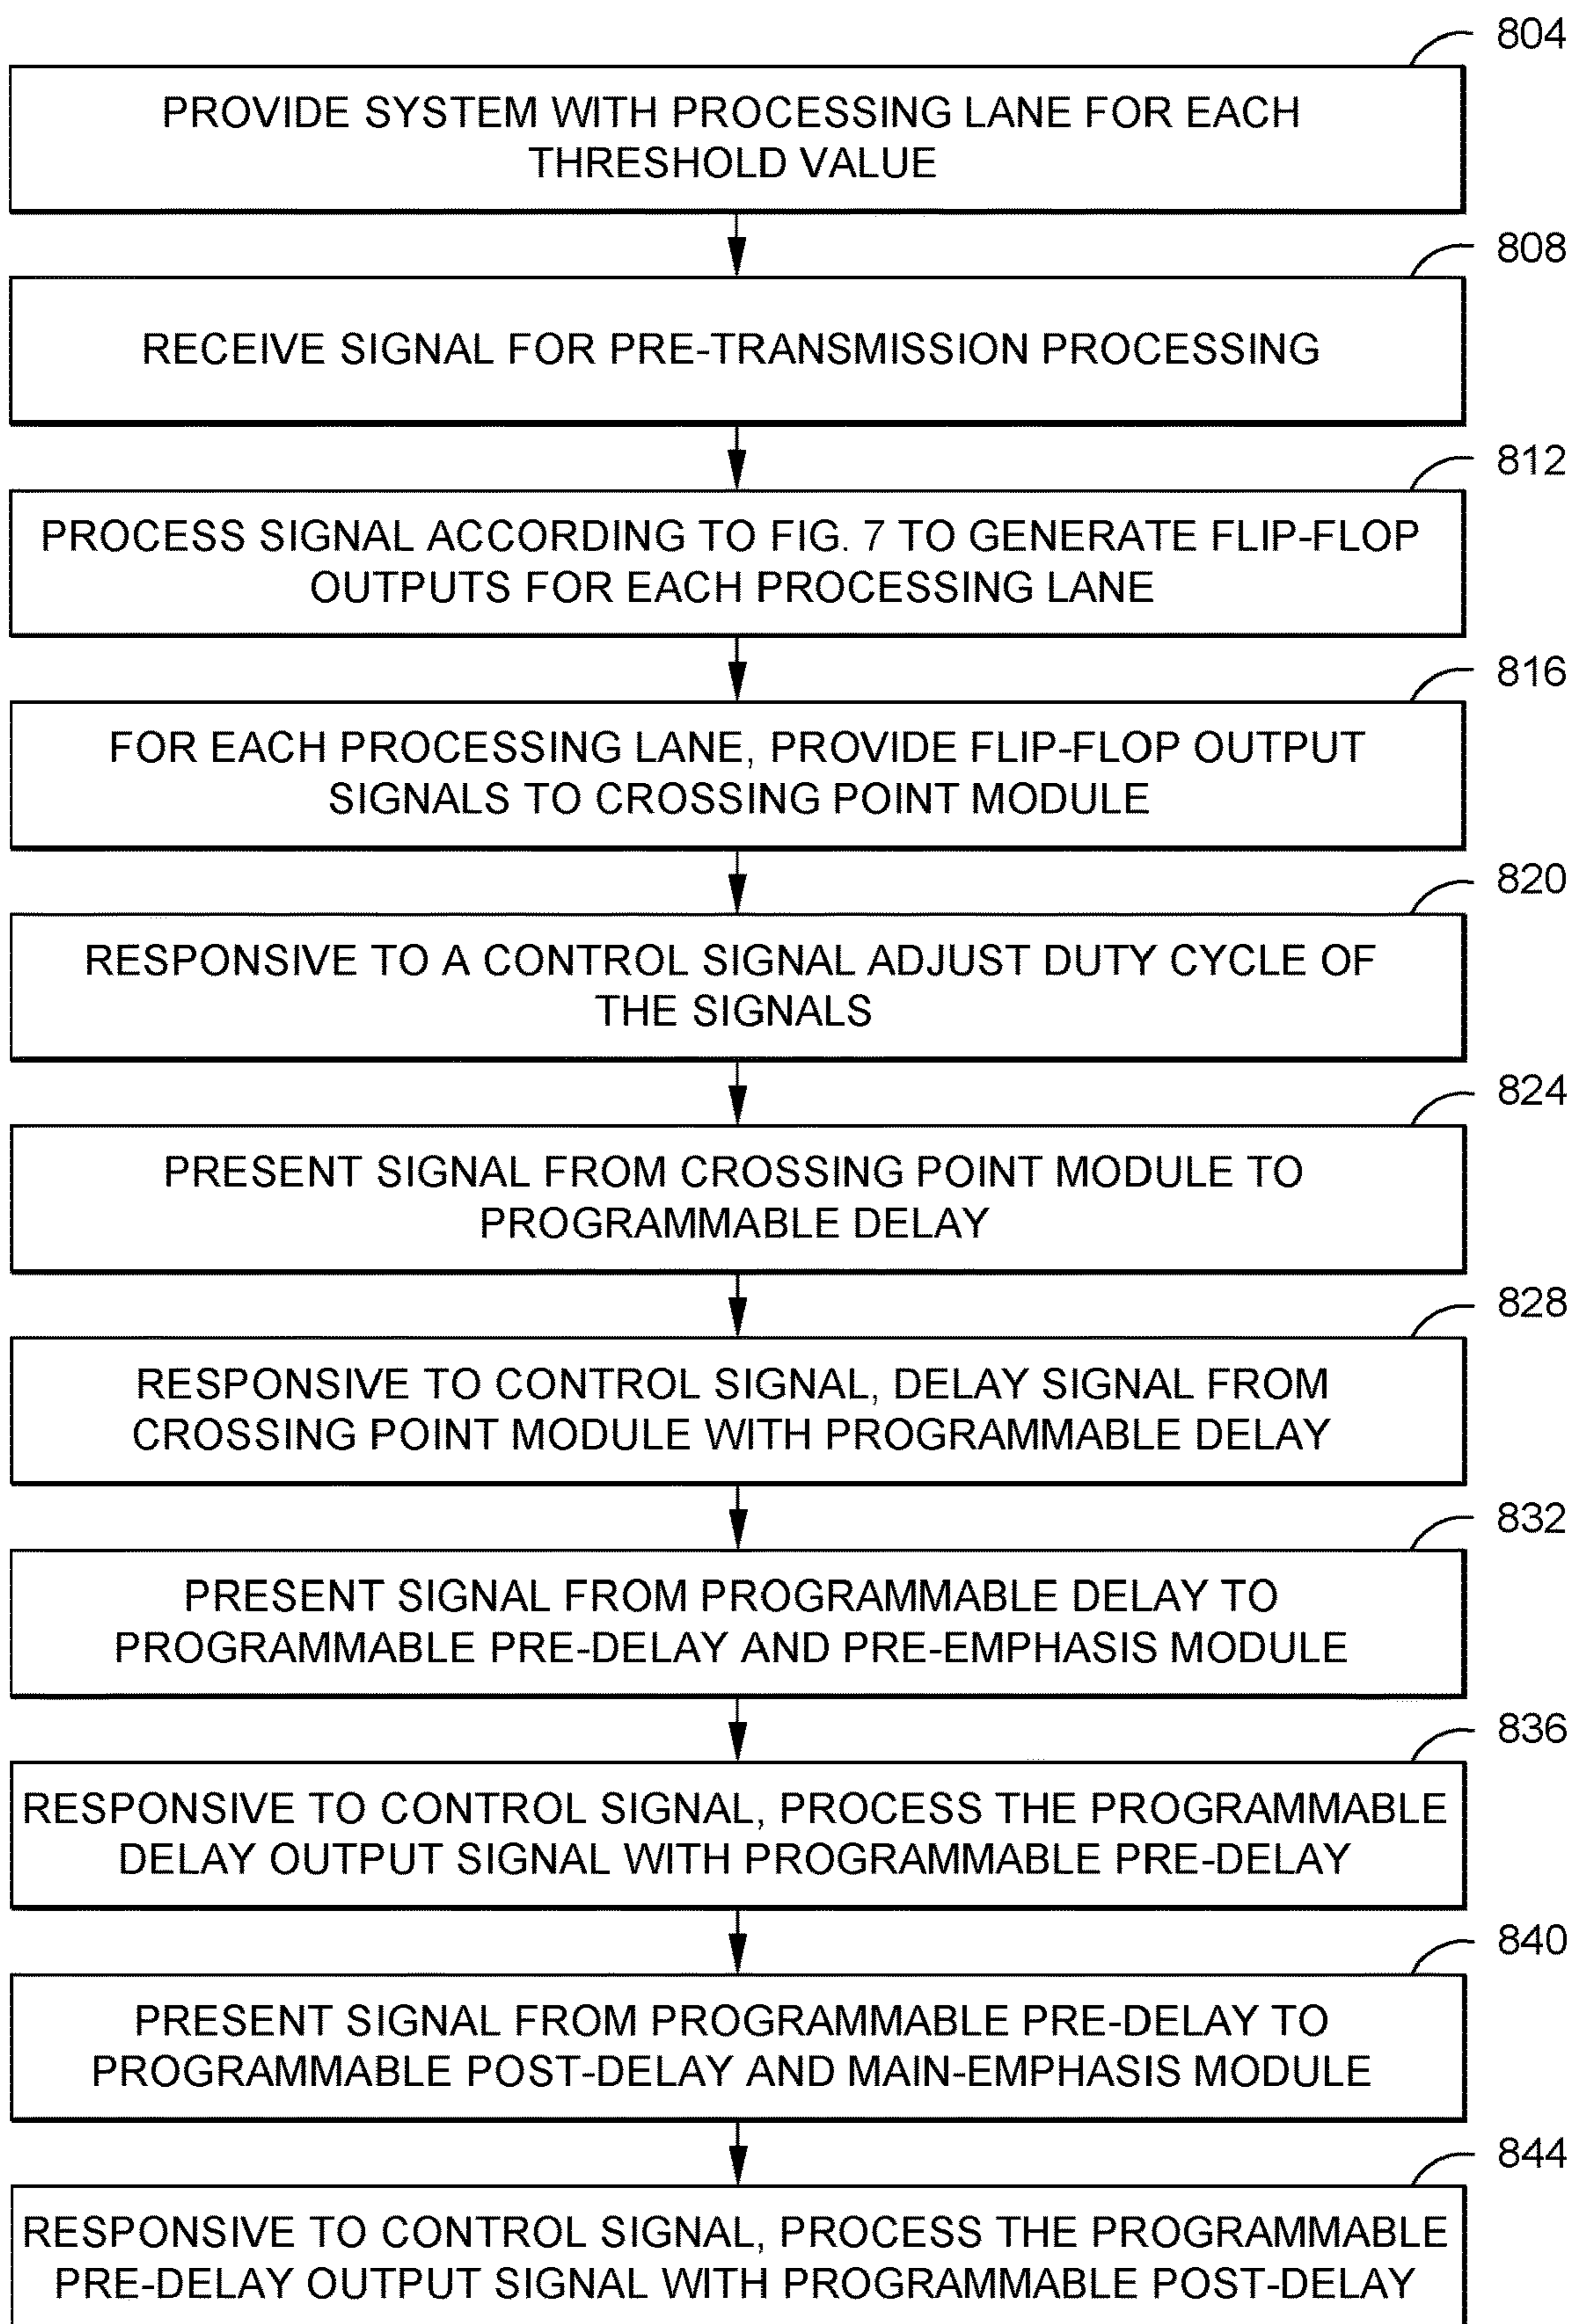 804
PROVIDE SYSTEM WITH PROCESSING LANE FOR EACH
THRESHOLD VALUE
808
RECEIVE SIGNAL FOR PRE-TRANSMISSION PROCESSING
812
PROCESS SIGNAL ACCORDING TO FIG. 7 TO GENERATE FLIP-FLOP
OUTPUTS FOR EACH PROCESSING LANE
816
FOR EACH PROCESSING LANE, PROVIDE FLIP-FLOP OUTPUT
SIGNALS TO CROSSING POINT MODULE
820
RESPONSIVE TO A CONTROL SIGNAL ADJUST DUTY CYCLE OF
THE SIGNALS
824
PRESENT SIGNAL FROM CROSSING POINT MODULE TO
PROGRAMMABLE DELAY
828
RESPONSIVE TO CONTROL SIGNAL, DELAY SIGNAL FROM
CROSSING POINT MODULE WITH PROGRAMMABLE DELAY
832
PRESENT SIGNAL FROM PROGRAMMABLE DELAY TO
PROGRAMMABLE PRE-DELAY AND PRE-EMPHASIS MODULE
836
RESPONSIVE TO CONTROL SIGNAL, PROCESS THE PROGRAMMABLE
DELAY OUTPUT SIGNAL WITH PROGRAMMABLE PRE-DELAY
840
PRESENT SIGNAL FROM PROGRAMMABLE PRE-DELAY TO
PROGRAMMABLE POST-DELAY AND MAIN-EMPHASIS MODULE
844
RESPONSIVE TO CONTROL SIGNAL, PROCESS THE PROGRAMMABLE
PRE-DELAY OUTPUT SIGNAL WITH PROGRAMMABLE POST-DELAY